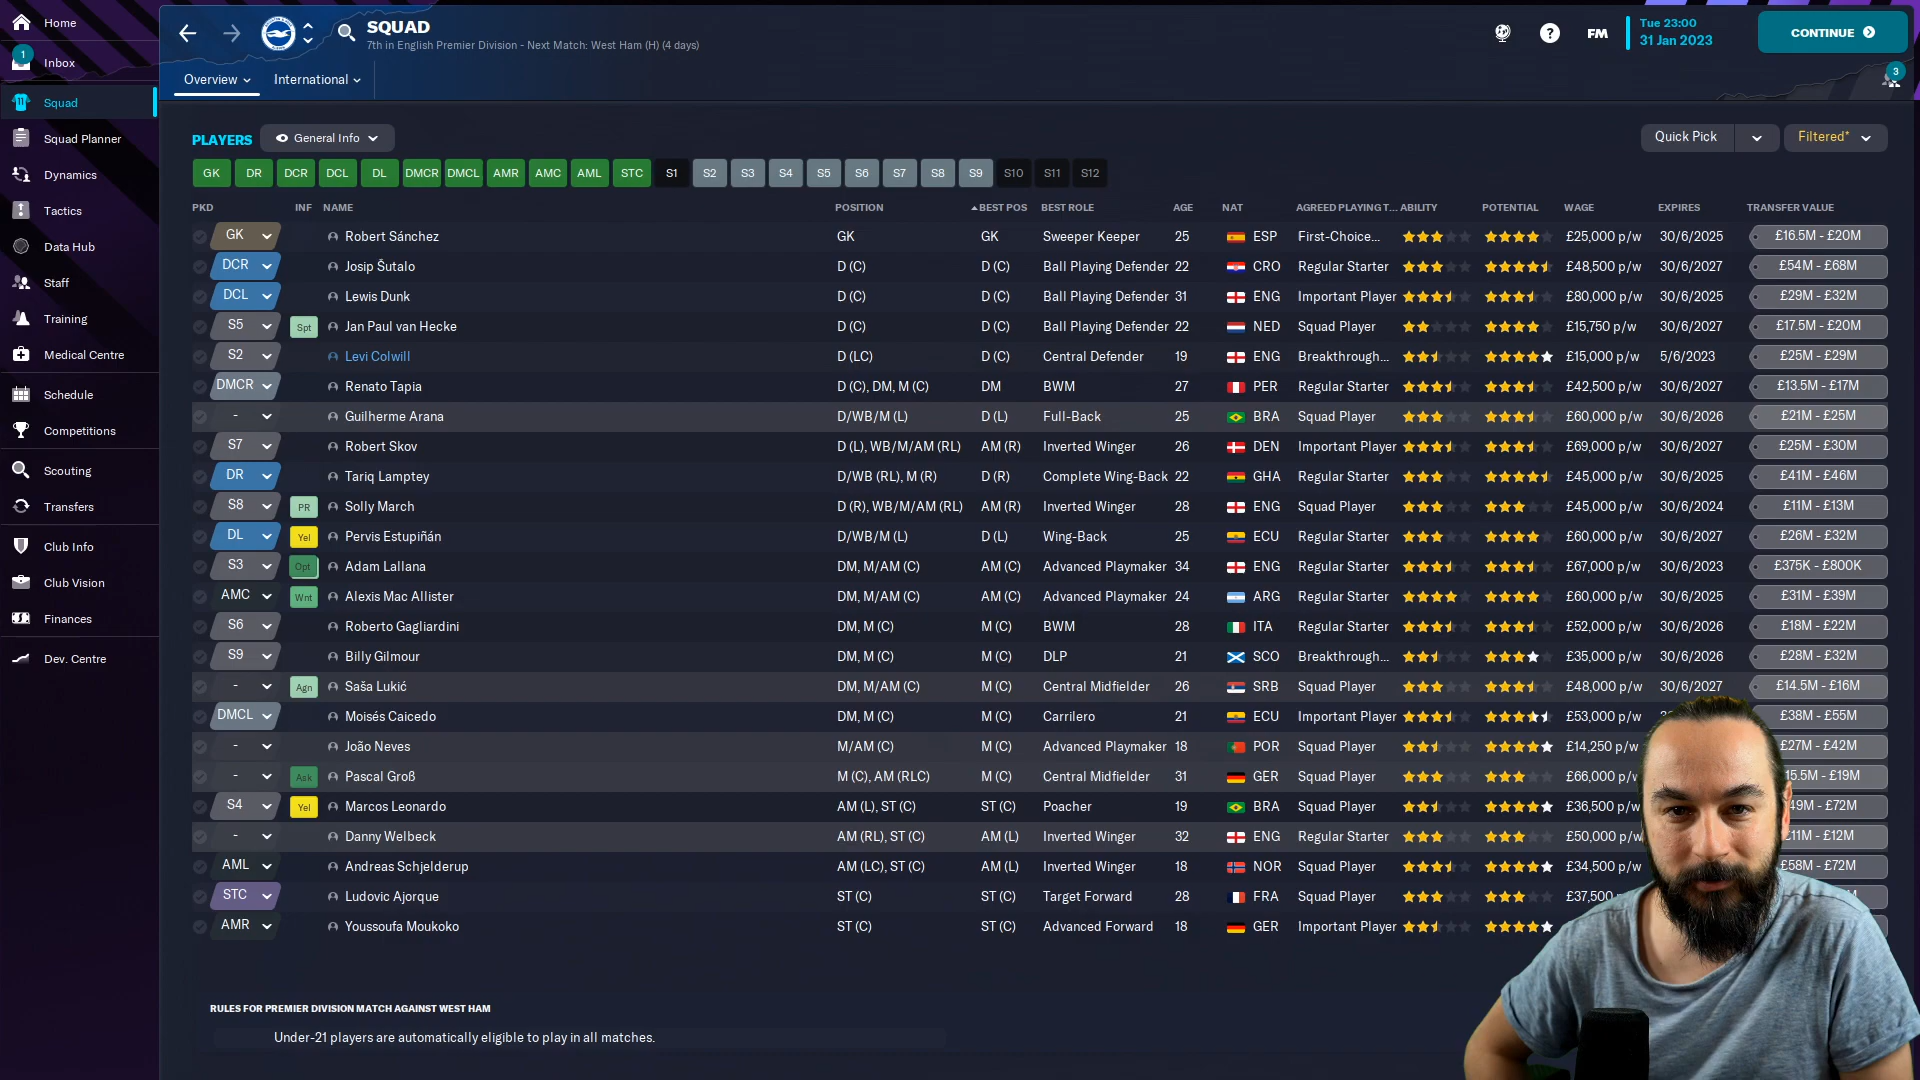 Home
1
Inbox
Squad
Squad Planner
Dynamics
Tactics
Data Hub
Staff
Training
Medical Centre
Schedule
Competitions
Scouting
Transfers
Club Info
Club Vision
Finances
Dev. Centre
SQUAD
7th in English Premier Division - Next Match: West Ham (H) (4 days)
? FM Tue 23:00
31 Jan 2023
CONTINUE
Overview International
3
PLAYERS General Info Quick Pick Filtered*
GK DR DCR DCL DL DMCR DMCL AMR AMC AML STC S1 S2 S3 S4 S5 S6 S7 S8 S9 S10 S11 S12
PKD INF NAME POSITION BEST POS BEST ROLE AGE NAT AGREED PLAYING T... ABILITY POTENTIAL WAGE EXPIRES TRANSFER VALUE
GK Robert Sánchez GK GK Sweeper Keeper 25 ESP First-Choice... £25,000 p/w 30/6/2025 £16.5M - £20M
DCR Josip Šutalo D (C) D (C) Ball Playing Defender 22 CRO Regular Starter £48,500 p/w 30/6/2027 £54M - £68M
DCL Lewis Dunk D (C) D (C) Ball Playing Defender 31 ENG Important Player £80,000 p/w 30/6/2025 £29M - £32M
S5 Spt Jan Paul van Hecke D (C) D (C) Ball Playing Defender 22 NED Squad Player £15,750 p/w 30/6/2027 £17.5M - £20M
S2 Levi Colwill D (LC) D (C) Central Defender 19 ENG Breakthrough... £15,000 p/w 5/6/2023 £25M - £29M
DMCR Renato Tapia D (C), DM, M (C) DM BWM 27 PER Regular Starter £42,500 p/w 30/6/2027 £13.5M - £17M
- Guilherme Arana D/WB/M (L) D (L) Full-Back 25 BRA Squad Player £60,000 p/w 30/6/2026 £21M - £25M
S7 Robert Skov D (L), WB/M/AM (RL) AM (R) Inverted Winger 26 DEN Important Player £69,000 p/w 30/6/2027 £25M - £30M
DR Tariq Lamptey D/WB (RL), M (R) D (R) Complete Wing-Back 22 GHA Regular Starter £45,000 p/w 30/6/2025 £41M - £46M
S8 PR Solly March D (R), WB/M/AM (RL) AM (R) Inverted Winger 28 ENG Squad Player £45,000 p/w 30/6/2024 £11M - £13M
DL Yel Pervis Estupiñán D/WB/M (L) D (L) Wing-Back 25 ECU Regular Starter £60,000 p/w 30/6/2027 £26M - £32M
S3 Opt Adam Lallana DM, M/AM (C) AM (C) Advanced Playmaker 34 ENG Regular Starter £67,000 p/w 30/6/2023 £375K - £800K
AMC Wnt Alexis Mac Allister DM, M/AM (C) AM (C) Advanced Playmaker 24 ARG Regular Starter £60,000 p/w 30/6/2025 £31M - £39M
S6 Roberto Gagliardini DM, M (C) M (C) BWM 28 ITA Regular Starter £52,000 p/w 30/6/2026 £18M - £22M
S9 Billy Gilmour DM, M (C) M (C) DLP 21 SCO Breakthrough... £35,000 p/w 30/6/2026 £28M - £32M
- Agn Saša Lukić DM, M/AM (C) M (C) Central Midfielder 26 SRB Squad Player £48,000 p/w 30/6/2027 £14.5M - £16M
DMCL Moisés Caicedo DM, M (C) M (C) Carrilero 21 ECU Important Player £53,000 p/w £38M - £55M
- João Neves M/AM (C) M (C) Advanced Playmaker 18 POR Squad Player £14,250 p/w £27M - £42M
- Ask Pascal Groß M (C), AM (RLC) M (C) Central Midfielder 31 GER Squad Player £66,000 p/w 15.5M - £19M
S4 Yel Marcos Leonardo AM (L), ST (C) ST (C) Poacher 19 BRA Squad Player £36,500 p/w 49M - £72M
- Danny Welbeck AM (RL), ST (C) AM (L) Inverted Winger 32 ENG Regular Starter £50,000 p/w £11M - £12M
AML Andreas Schjelderup AM (LC), ST (C) AM (L) Inverted Winger 18 NOR Squad Player £34,500 p/w £58M - £72M
STC Ludovic Ajorque ST (C) ST (C) Target Forward 28 FRA Squad Player £37,500
AMR Youssoufa Moukoko ST (C) ST (C) Advanced Forward 18 GER Important Player
RULES FOR PREMIER DIVISION MATCH AGAINST WEST HAM
Under-21 players are automatically eligible to play in all matches.